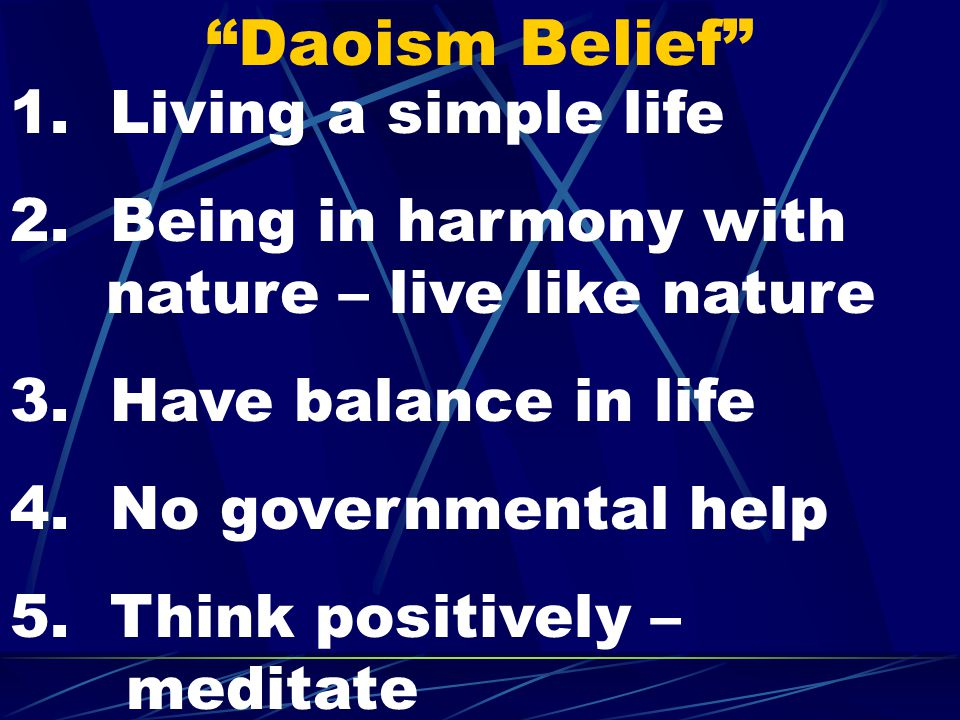 “Daoism Belief”
1. Living a simple life
2. Being in harmony with
nature – live like nature
3. Have balance in life
4. No governmental help
5. Think positively –
meditate